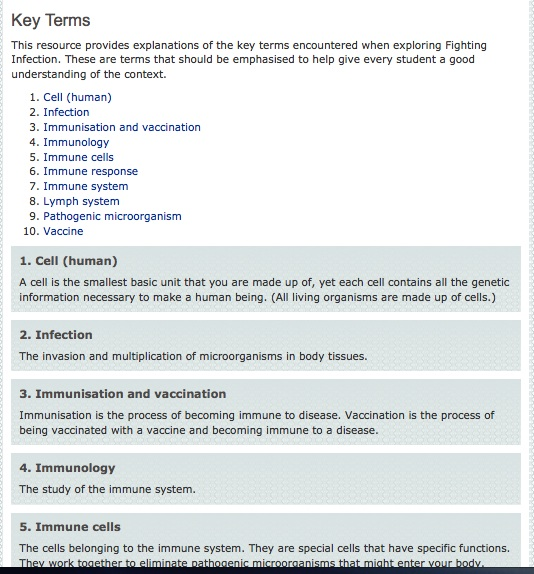 Key Terms
This resource provides explanations of the key terms encountered when exploring Fighting
Infection. These are terms that should be emphasised to help give every student a good
understanding of the context.
1. Cell (human)
2. Infection
3. Immunisation and vaccination
4. Immunology
5. Immune cells
6. Immune response
7. Immune system
8. Lymph system
9. Pathogenic microorganism
10. Vaccine
1. Cell (human)
A cell is the smallest basic unit that you are made up of, yet each cell contains all the genetic
information necessary to make a human being. (All living organisms are made up of cells.)
2. Infection
The invasion and multiplication of microorganisms in body tissues.
3. Immunisation and vaccination
Immunisation is the process of becoming immune to disease. Vaccination is the process of
being vaccinated with a vaccine and becoming immune to a disease.
4. Immunology
The study of the immune system.
5. Immune cells
The cells belonging to the immune system. They are special cells that have specific functions.
They work together to eliminate pathogenic microorganisms that might enter your body.